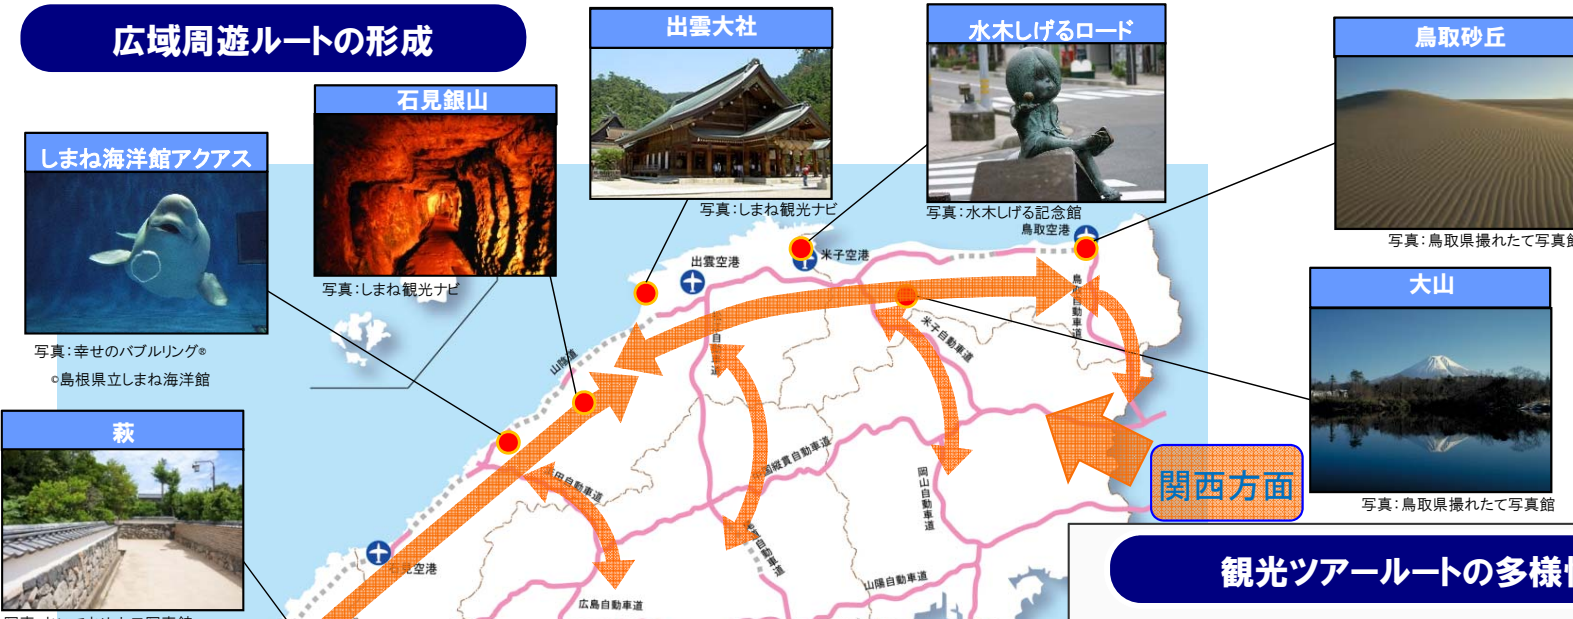 広域周遊ルートの形成
出雲大社
水木しげるロード
鳥取砂丘
石見銀山
しまね海洋館アクアス
写真：しまね観光ナビ
写真：水木しげる記念館
鳥取空港
写真：鳥取県撮れたて写真館
出雲空港
米子空港
大山
写真：しまね観光ナビ
鳥取自動車道
米子自動車道
写真：幸せのバブルリング®
©島根県立しまね海洋館
山陰道
萩
浜田自動車道
岡山自動車道
関西方面
写真：鳥取県撮れたて写真館
石見空港
山陽自動車道
広島自動車道
観光ツアールートの多様